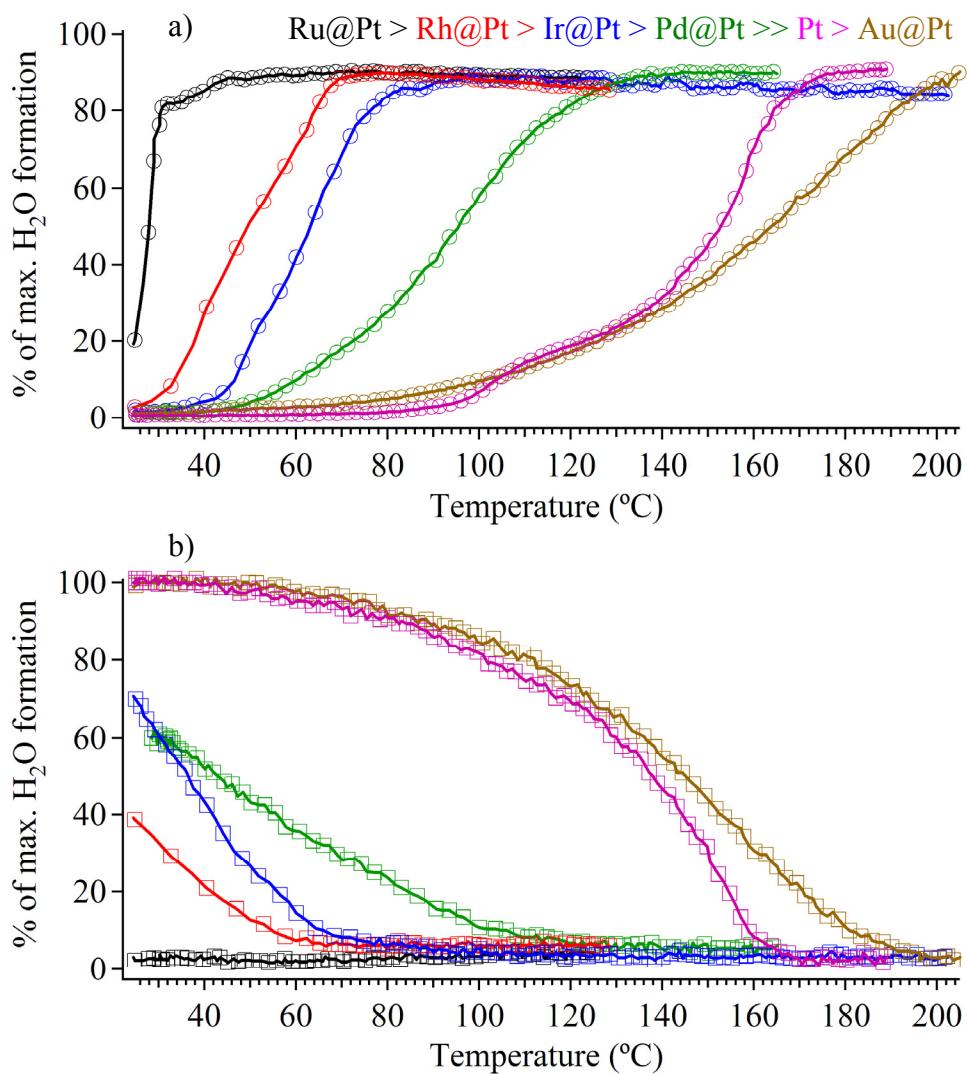 a) Ru@Pt > Rh@Pt > Ir@Pt > Pd@Pt >> Pt > Au@Pt
100
80
60
40
20
0
% of max. H₂O formation
40 60 80 100 120 140 160 180 200
Temperature (ºC)
b)
100
80
60
40
20
0
% of max. H₂O formation
40 60 80 100 120 140 160 180 200
Temperature (ºC)